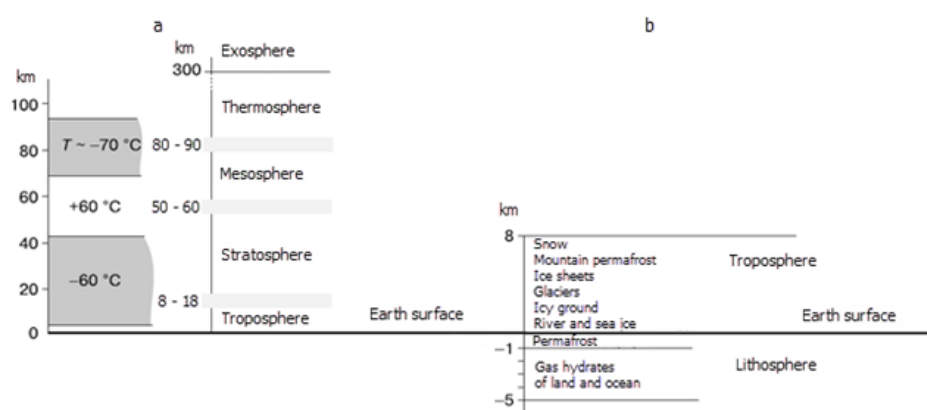 a
b
km
Exosphere
300
km
100
Thermosphere
T ~ −70 °C
80 - 90
80
Mesosphere
60
+60 °C
50 - 60
km
40
8
Snow
Stratosphere
Mountain permafrost
Troposphere
−60 °C
Ice sheets
20
Glaciers
8 - 18
Icy ground
Troposphere
Earth surface
River and sea ice
Earth surface
0
Permafrost
−1
Gas hydrates
of land and ocean
Lithosphere
−5